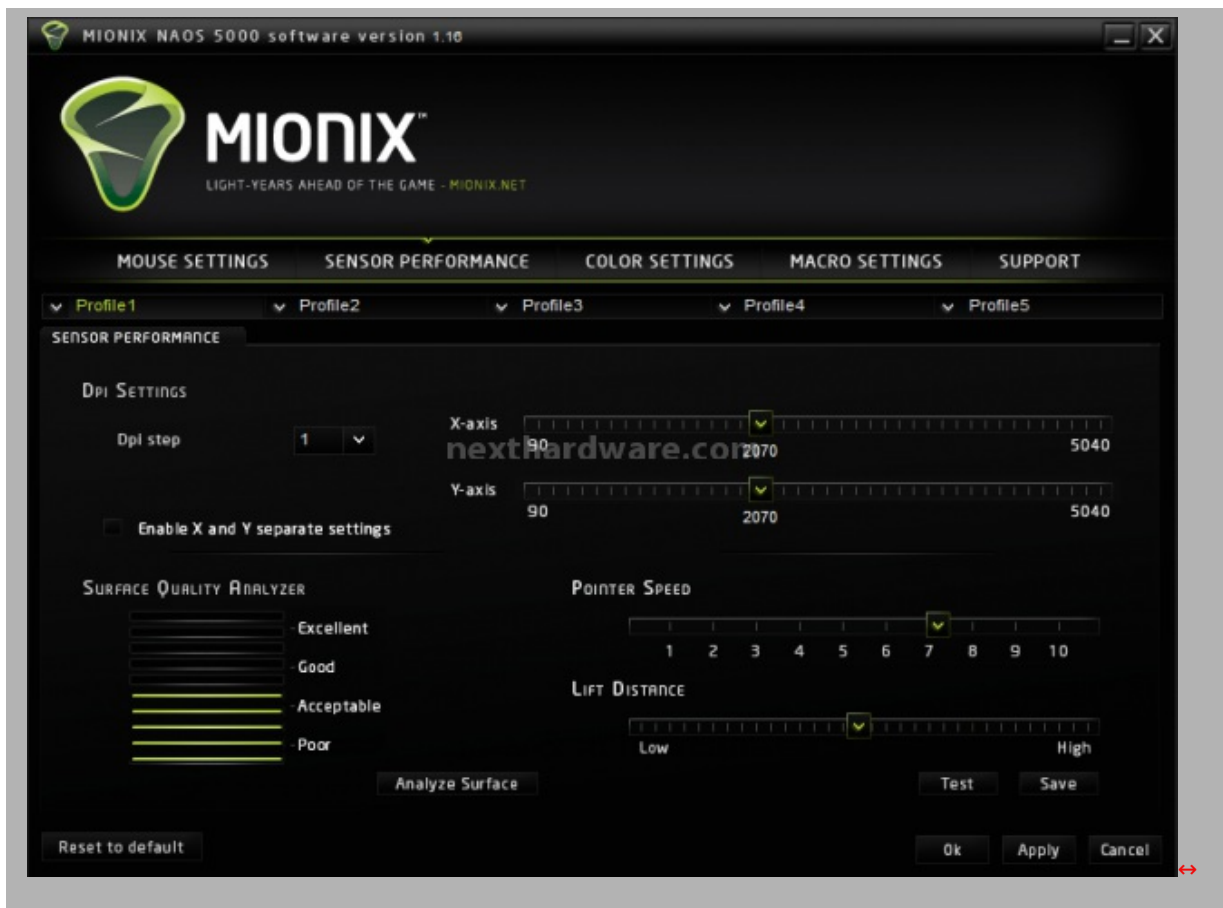 MIONIX NAOS 5000 software version 1.16
MIONIX™
LIGHT-YEARS AHEAD OF THE GAME - MIONIX.NET
MOUSE SETTINGS SENSOR PERFORMANCE COLOR SETTINGS MACRO SETTINGS SUPPORT
Profile1 Profile2 Profile3 Profile4 Profile5
SENSOR PERFORMANCE
DPI SETTINGS
DpI step 1
X-axis
90 2070 5040
nexthardware.com
Y-axis
90 2070 5040
Enable X and Y separate settings
SURFACE QUALITY ANALYZER
Excellent
Good
Acceptable
Poor
Analyze Surface
POINTER SPEED
1 2 3 4 5 6 7 8 9 10
LIFT DISTANCE
Low High
Test Save
Reset to default
Ok Apply Cancel